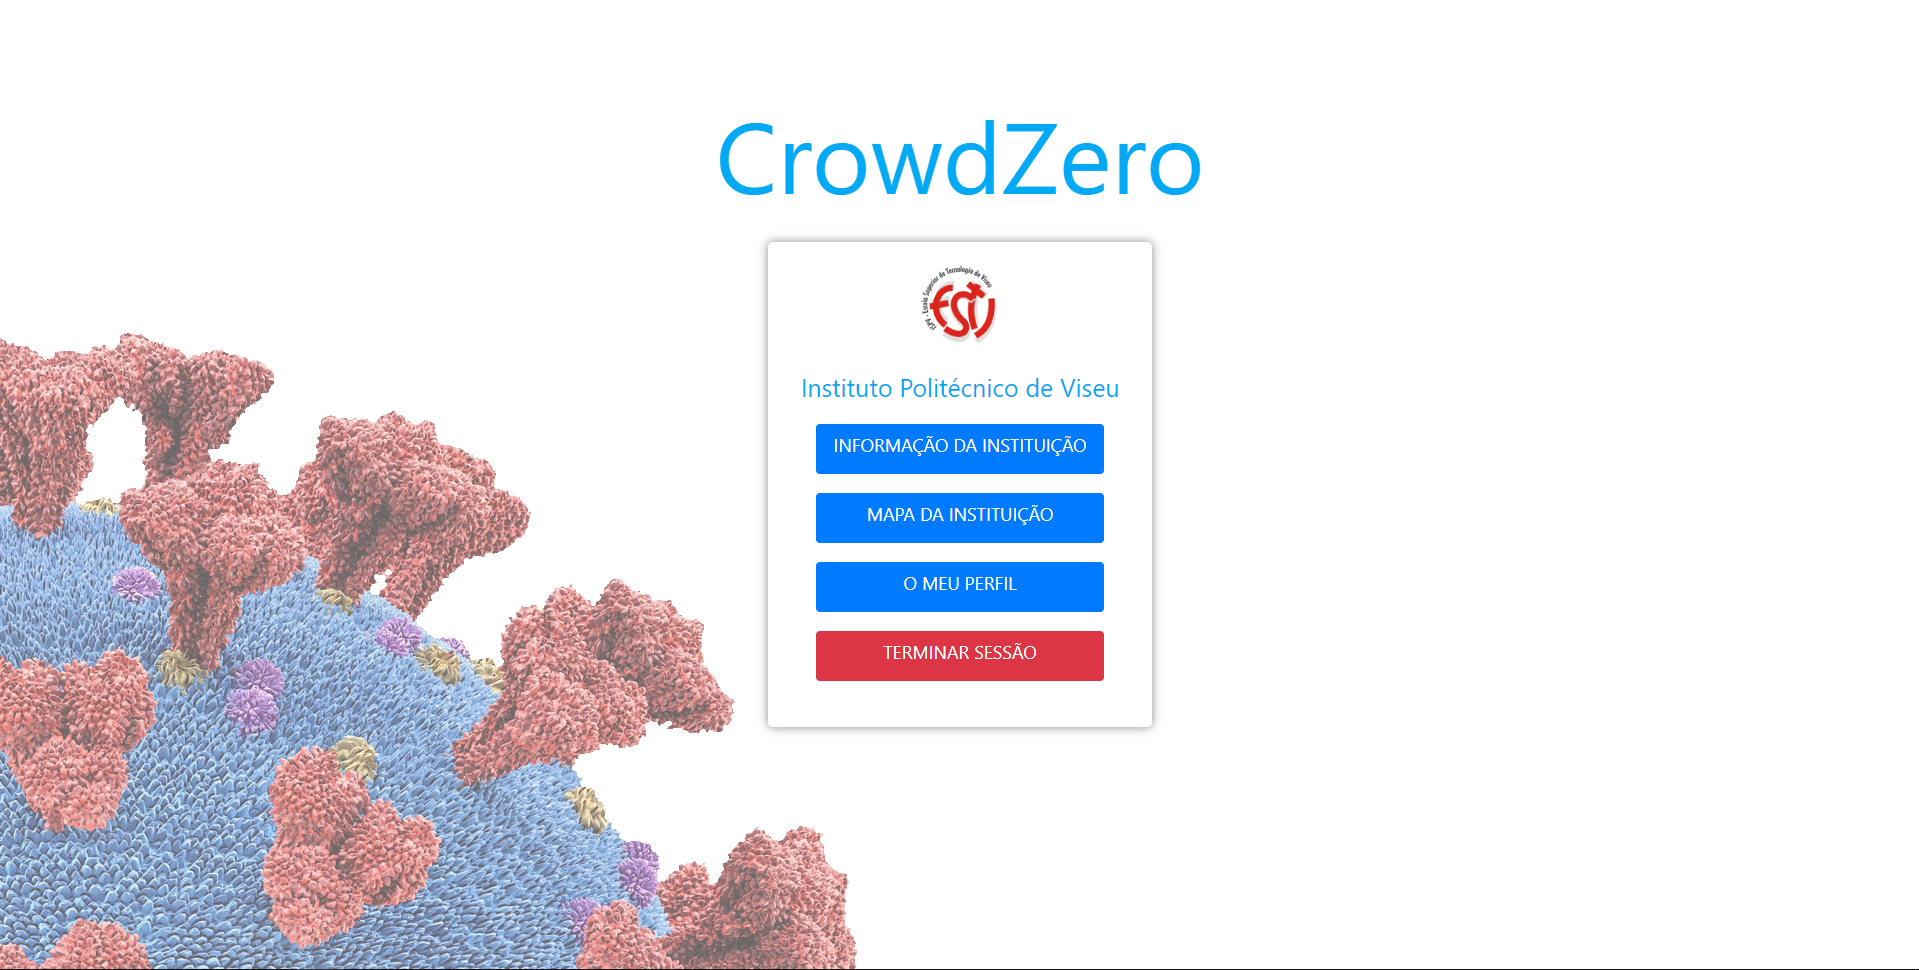 CrowdZero
ISPV - Escola Superior de Tecnologia de Viseu
ESTV
Instituto Politécnico de Viseu
INFORMAÇÃO DA INSTITUIÇÃO
MAPA DA INSTITUIÇÃO
O MEU PERFIL
TERMINAR SESSÃO